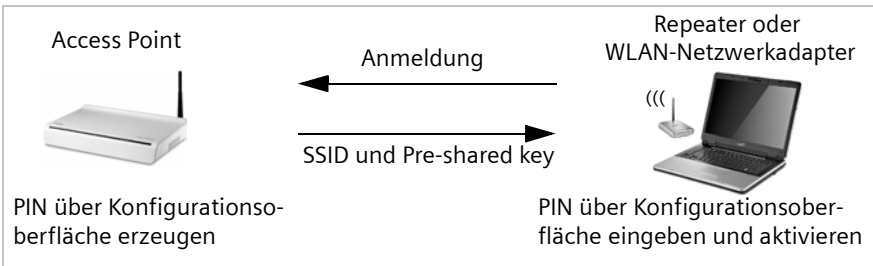 Access Point
Repeater oder
WLAN-Netzwerkadapter
Anmeldung
SSID und Pre-shared key
PIN über Konfigurationso-
berfläche erzeugen
PIN über Konfigurationsober-
fläche eingeben und aktivieren